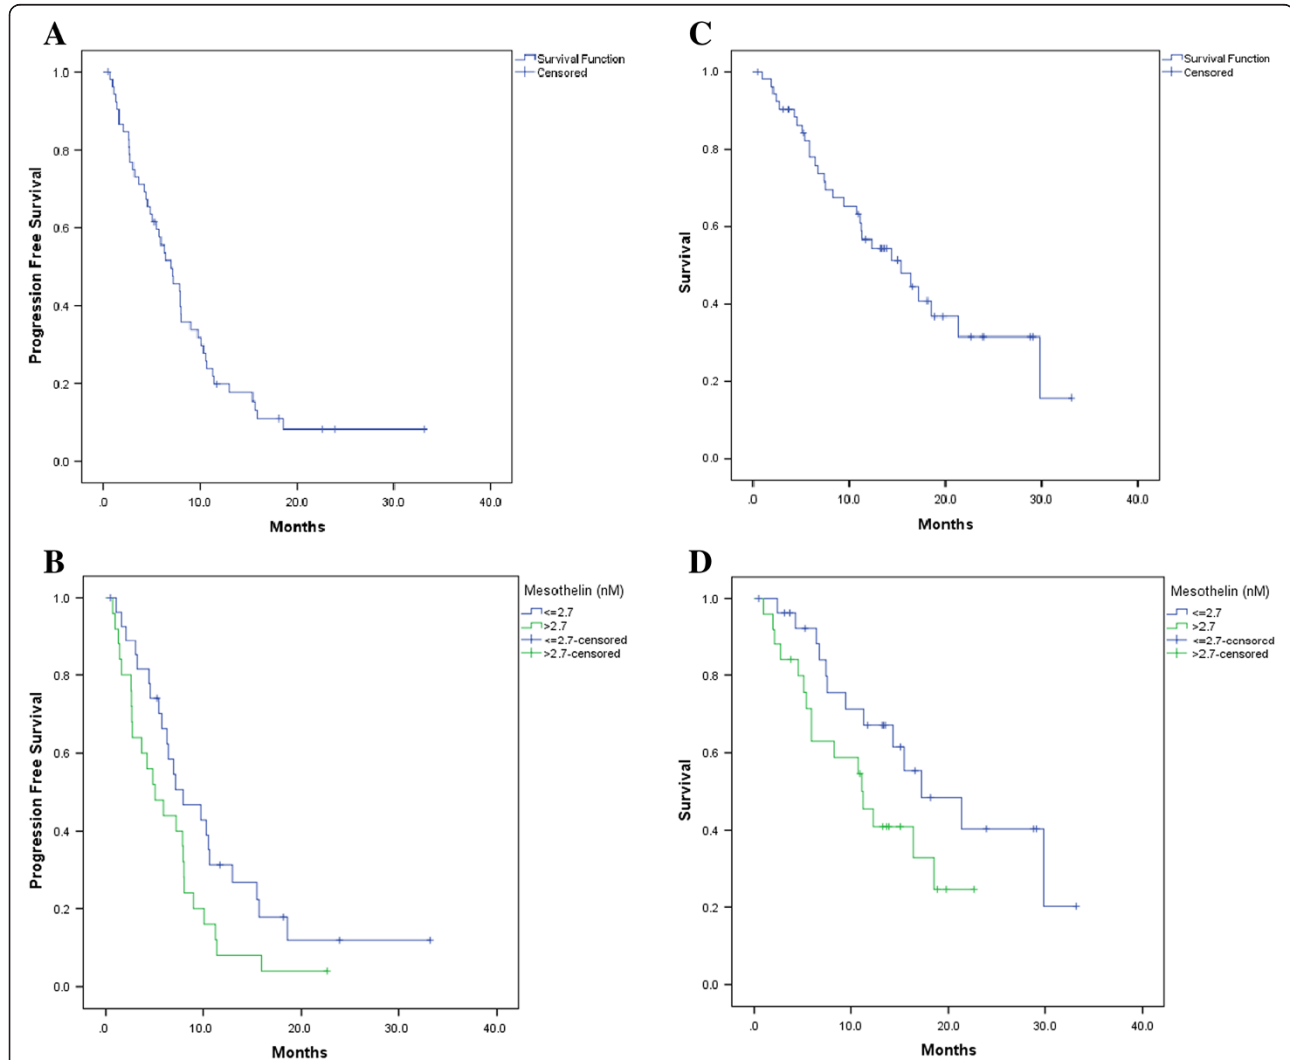 A
Survival Function
Censored
1.0
0.8
0.6
0.4
0.2
0.0
Progression Free Survival
.0 10.0 20.0 30.0 40.0
Months
C
Survival Function
Censored
1.0
0.8
0.6
0.4
0.2
0.0
Survival
.0 10.0 20.0 30.0 40.0
Months
B
Mesothelin (nM)
<=2.7
>2.7
<=2.7-censored
>2.7-censored
1.0
0.8
0.6
0.4
0.2
0.0
Progression Free Survival
.0 10.0 20.0 30.0 40.0
Months
D
Mesothelin (nM)
<=2.7
>2.7
<=2.7-censored
>2.7-censored
1.0
0.8
0.6
0.4
0.2
0.0
Survival
.0 10.0 20.0 30.0 40.0
Months